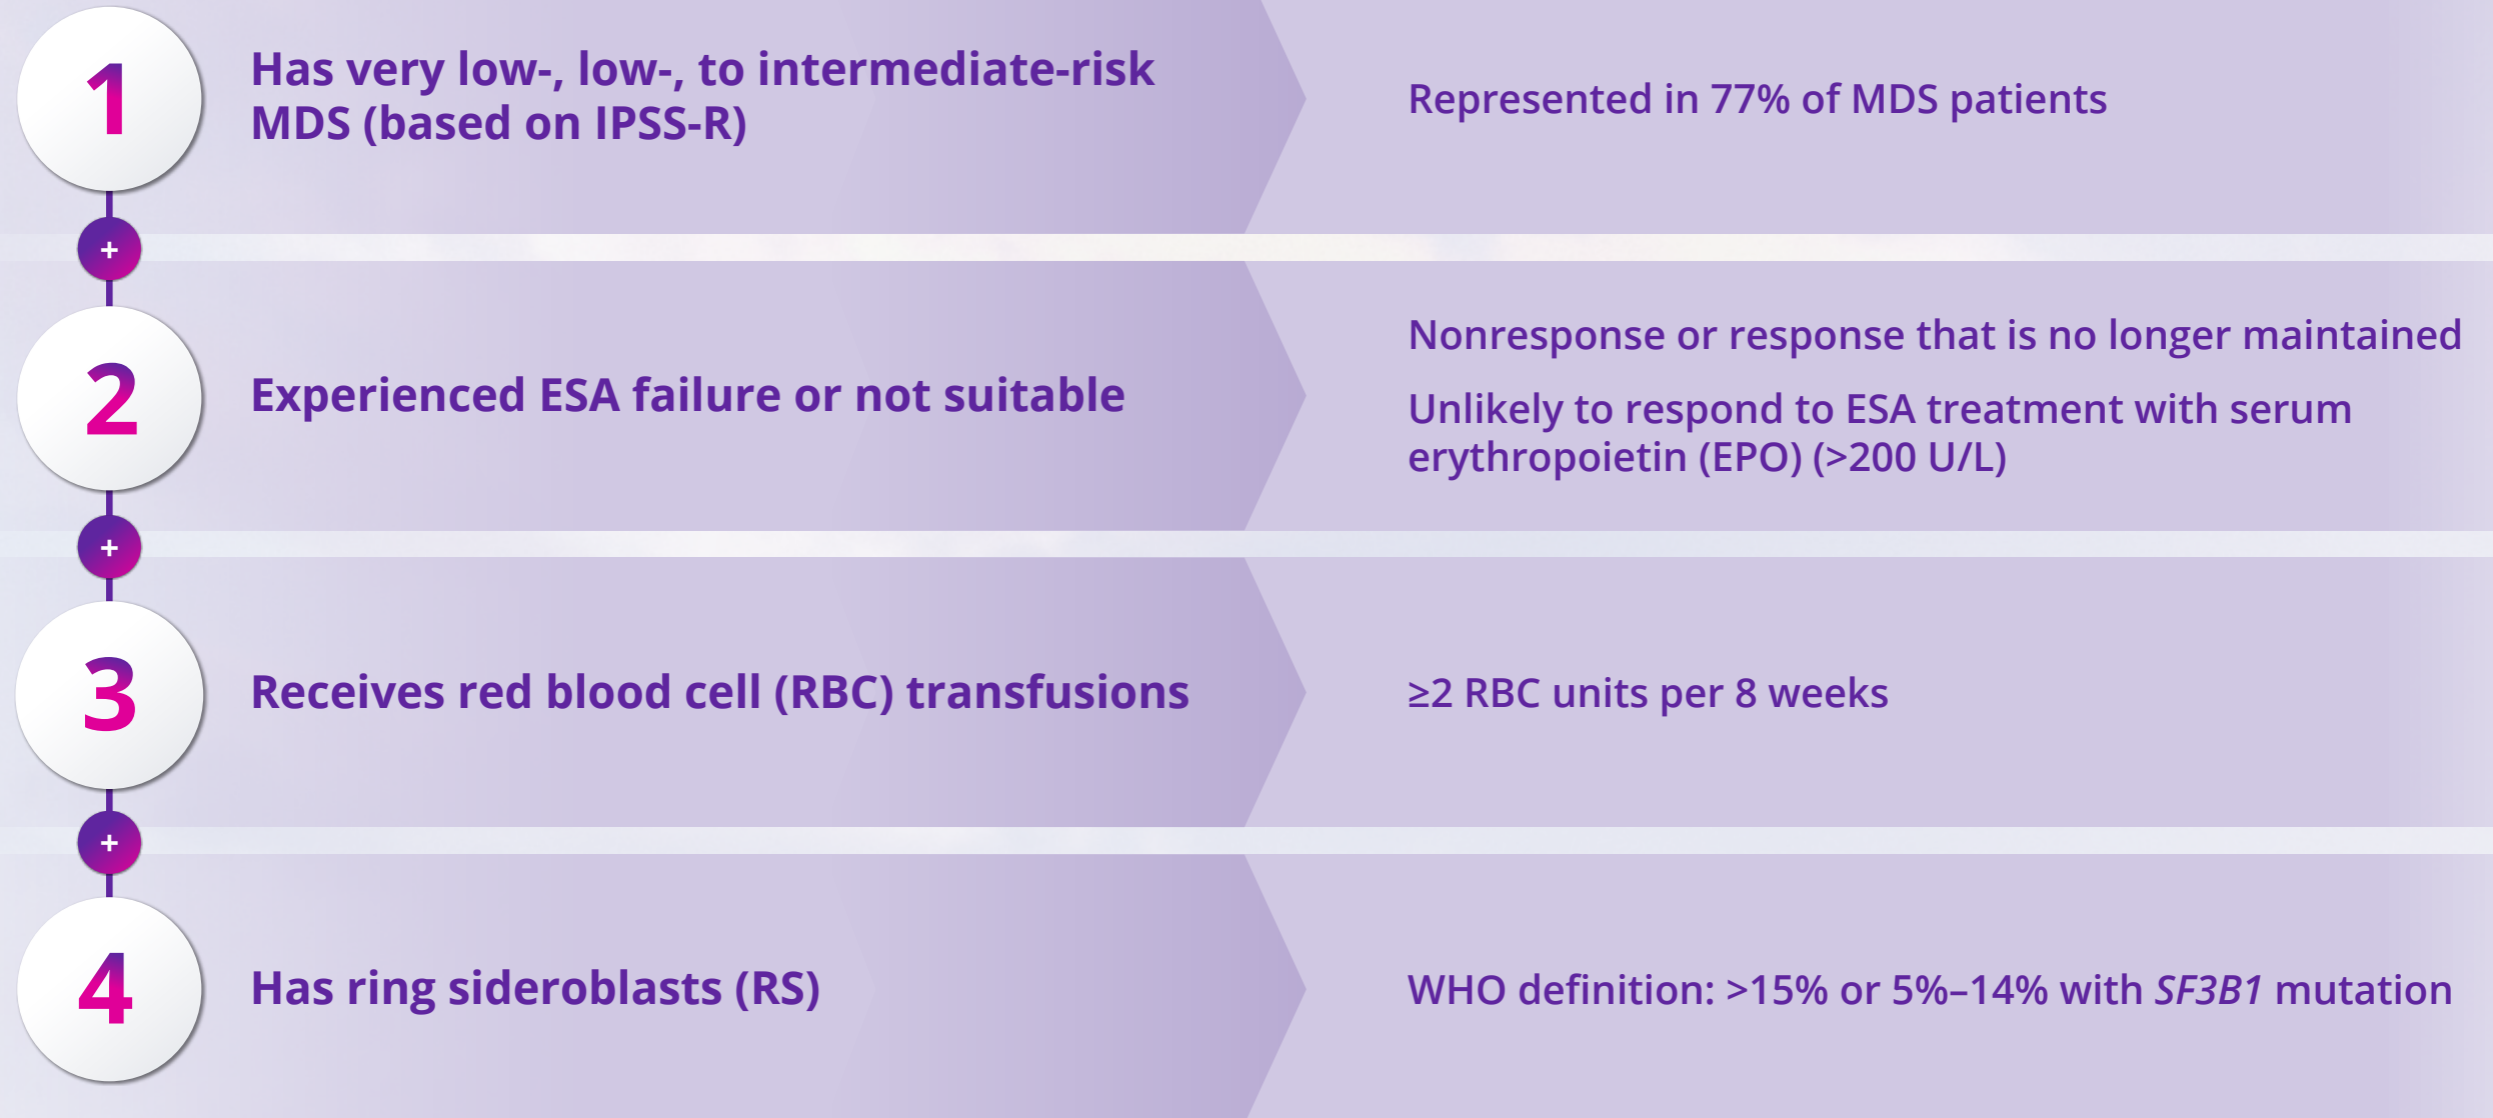 1
Has very low-, low-, to intermediate-risk
MDS (based on IPSS-R)
Represented in 77% of MDS patients
+
2
Experienced ESA failure or not suitable
Nonresponse or response that is no longer maintained
Unlikely to respond to ESA treatment with serum
erythropoietin (EPO) (>200 U/L)
+
3
Receives red blood cell (RBC) transfusions
≥2 RBC units per 8 weeks
+
4
Has ring sideroblasts (RS)
WHO definition: >15% or 5%–14% with SF3B1 mutation